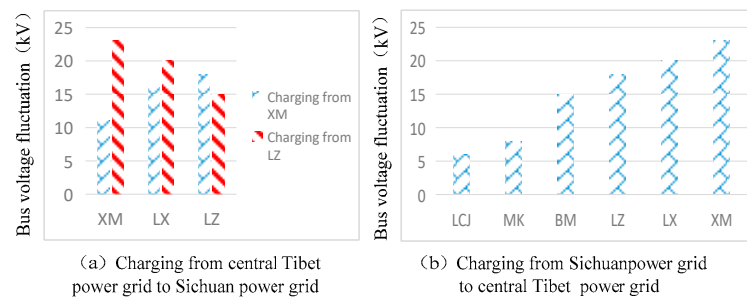 Bus voltage fluctuation（kV）
25
20
15
10
5
0
XM LX LZ
Charging from
XM
Charging from
LZ
（a）Charging from central Tibet
power grid to Sichuan power grid
Bus voltage fluctuation（kV）
25
20
15
10
5
0
LCJ MK BM LZ LX XM
（b）Charging from Sichuanpower grid
to central Tibet power grid